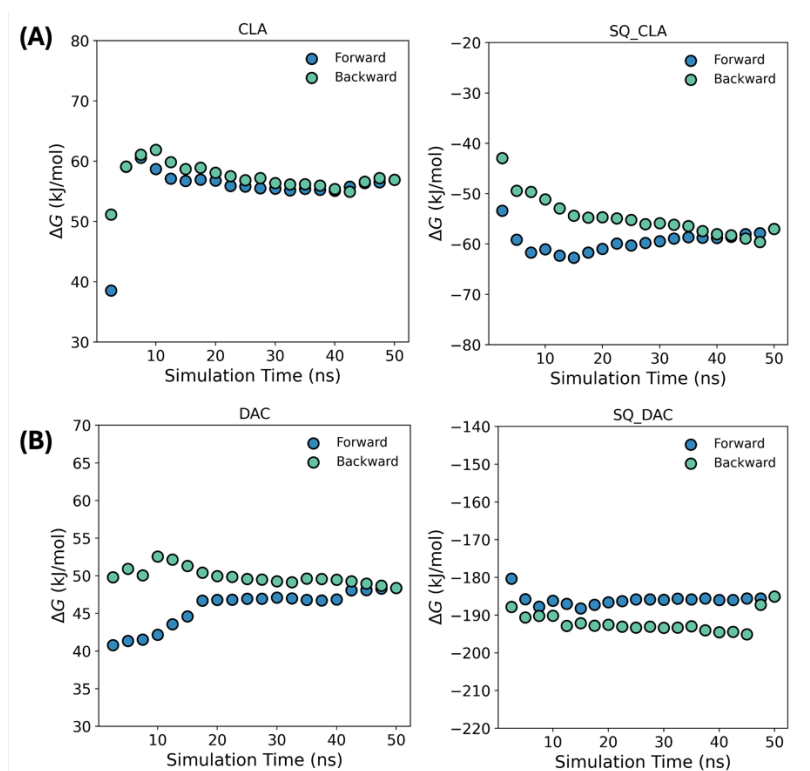 (A)
CLA
Forward
Backward
ΔG (kJ/mol)
80
70
60
50
40
30
10 20 30 40 50
Simulation Time (ns)
SQ_CLA
Forward
Backward
ΔG (kJ/mol)
−20
−30
−40
−50
−60
−70
−80
10 20 30 40 50
Simulation Time (ns)
(B)
DAC
Forward
Backward
ΔG (kJ/mol)
70
65
60
55
50
45
40
35
30
10 20 30 40 50
Simulation Time (ns)
SQ_DAC
Forward
Backward
ΔG (kJ/mol)
−140
−150
−160
−170
−180
−190
−200
−210
−220
10 20 30 40 50
Simulation Time (ns)